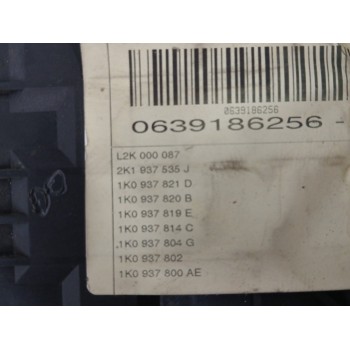 0639186256
0639186256 -
L2K 000 087
2K1 937 535 J
1K0 937 821 D
1K0 937 820 B
1K0 937 819 E
1K0 937 814 C
1K0 937 804 G
1K0 937 802
1K0 937 800 AE